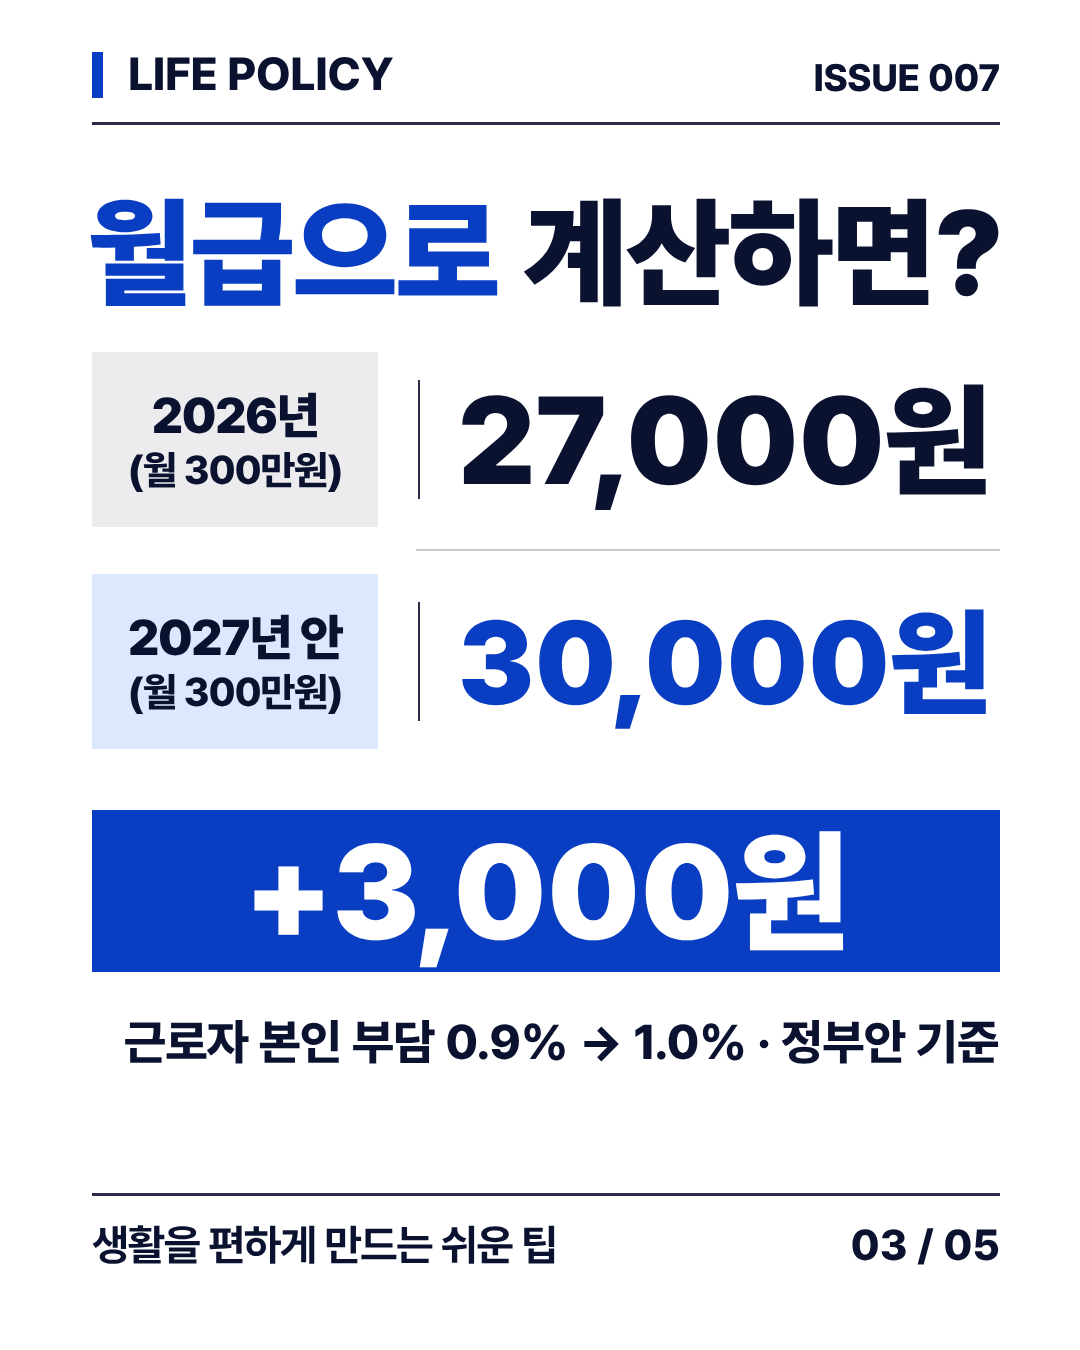 LIFE POLICY
ISSUE 007
월급으로 계산하면?
2026년
(월 300만원)
27,000원
2027년 안
(월 300만원)
30,000원
+3,000원
근로자 본인 부담 0.9% → 1.0% · 정부안 기준
생활을 편하게 만드는 쉬운 팁
03 / 05